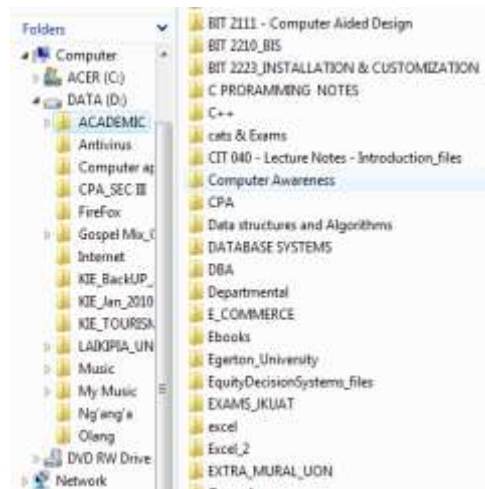 Folders
Computer
ACER (C:)
DATA (D:)
ACADEMIC
Antivirus
Computer ap
CPA_SEC III
FireFox
Gospel Mix_
Internet
KIE_BackUP_
KIE_Jan_2010
KIE_TOURISM
LAIKIPIA_UN
Music
My Music
Ng'ang'a
Olang
DVD RW Drive
Network
BIT 2111 - Computer Aided Design
BIT 2210_BIS
BIT 2223_INSTALLATION & CUSTOMIZATION
C PRORAMMING NOTES
C++
cats & Exams
CIT 040 - Lecture Notes - Introduction_files
Computer Awareness
CPA
Data structures and Algorithms
DATABASE SYSTEMS
DBA
Departmental
E_COMMERCE
Ebooks
Egerton_University
EquityDecisionSystems_files
EXAMS_JKUAT
excel
Excel_2
EXTRA_MURAL_UON